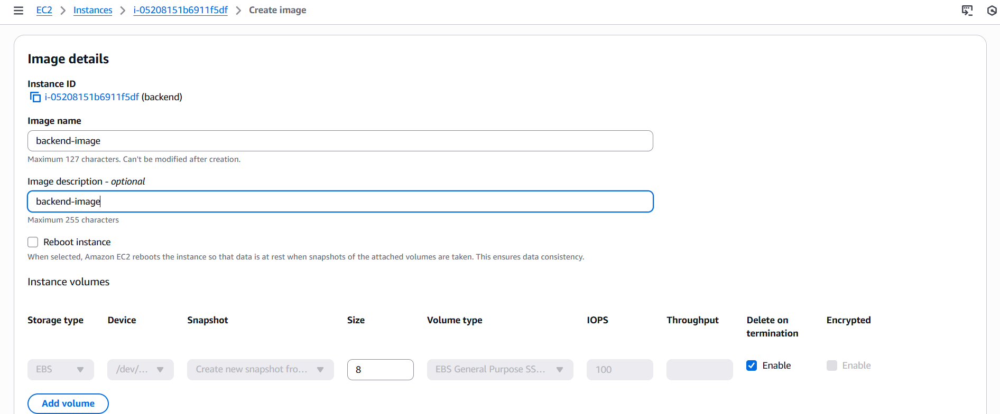 EC2 > Instances > i-05208151b6911f5df > Create image
Image details
Instance ID
i-05208151b6911f5df (backend)
Image name
backend-image
Maximum 127 characters. Can't be modified after creation.
Image description - optional
backend-image
Maximum 255 characters
Reboot instance
When selected, Amazon EC2 reboots the instance so that data is at rest when snapshots of the attached volumes are taken. This ensures data consistency.
Instance volumes
Storage type Device Snapshot Size Volume type IOPS Throughput Delete on termination Encrypted
EBS /dev/... Create new snapshot fro... 8 EBS General Purpose SS... 100 Enable Enable
Add volume